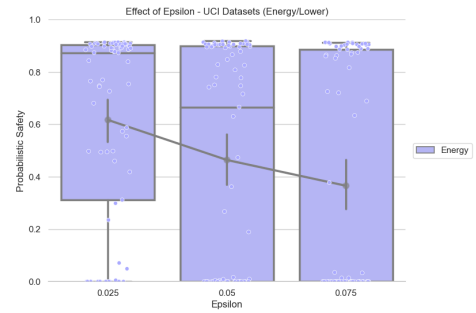 Effect of Epsilon - UCI Datasets (Energy/Lower)
1.0
0.8
0.6
0.4
0.2
0.0
Probabilistic Safety
0.025
0.05
0.075
Epsilon
Energy